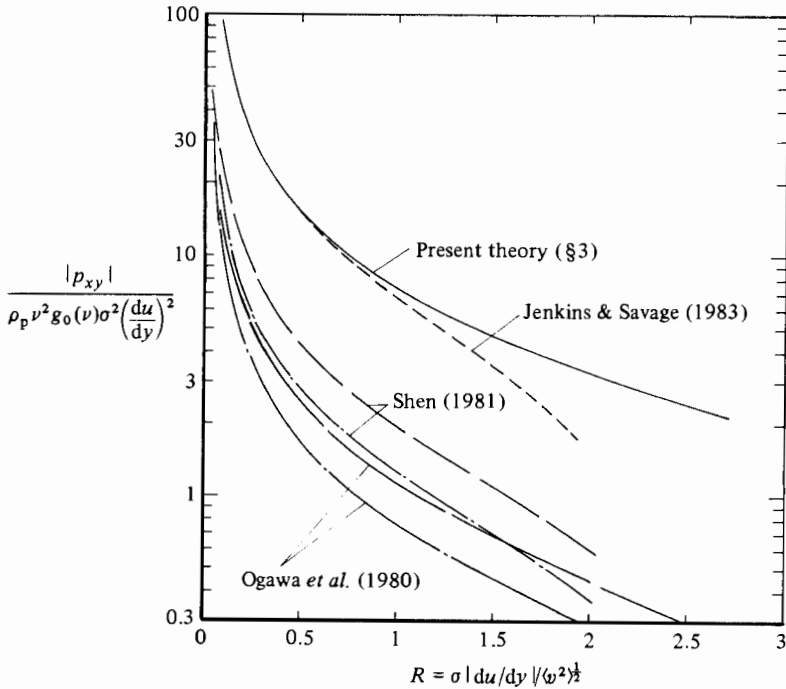 100
30
10
3
1
0.3
|p_xy|
ρ_p ν² g₀(ν)σ²(du/dy)²
Present theory (§3)
Jenkins & Savage (1983)
Shen (1981)
Ogawa et al. (1980)
0 0.5 1 1.5 2 2.5 3
R = σ|du/dy|/⟨v²⟩^½